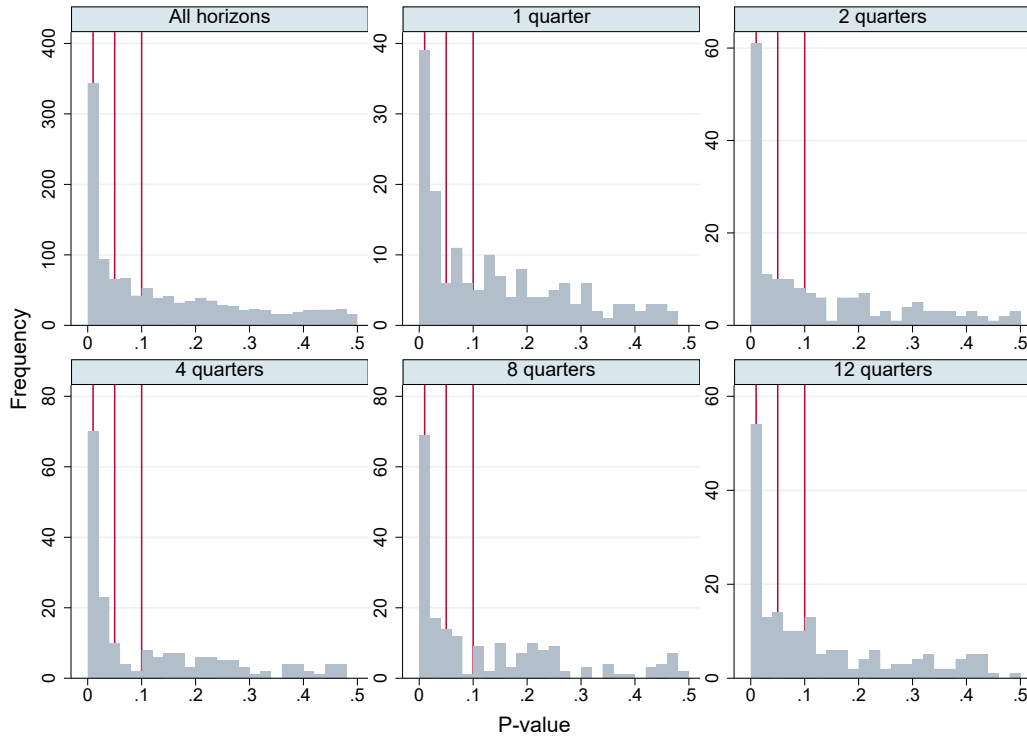 All horizons
1 quarter
2 quarters
400
300
200
100
0
0 .1 .2 .3 .4 .5
40
30
20
10
0
0 .1 .2 .3 .4 .5
60
40
20
0
0 .1 .2 .3 .4 .5
Frequency
4 quarters
8 quarters
12 quarters
80
60
40
20
0
0 .1 .2 .3 .4 .5
80
60
40
20
0
0 .1 .2 .3 .4 .5
60
40
20
0
0 .1 .2 .3 .4 .5
P-value